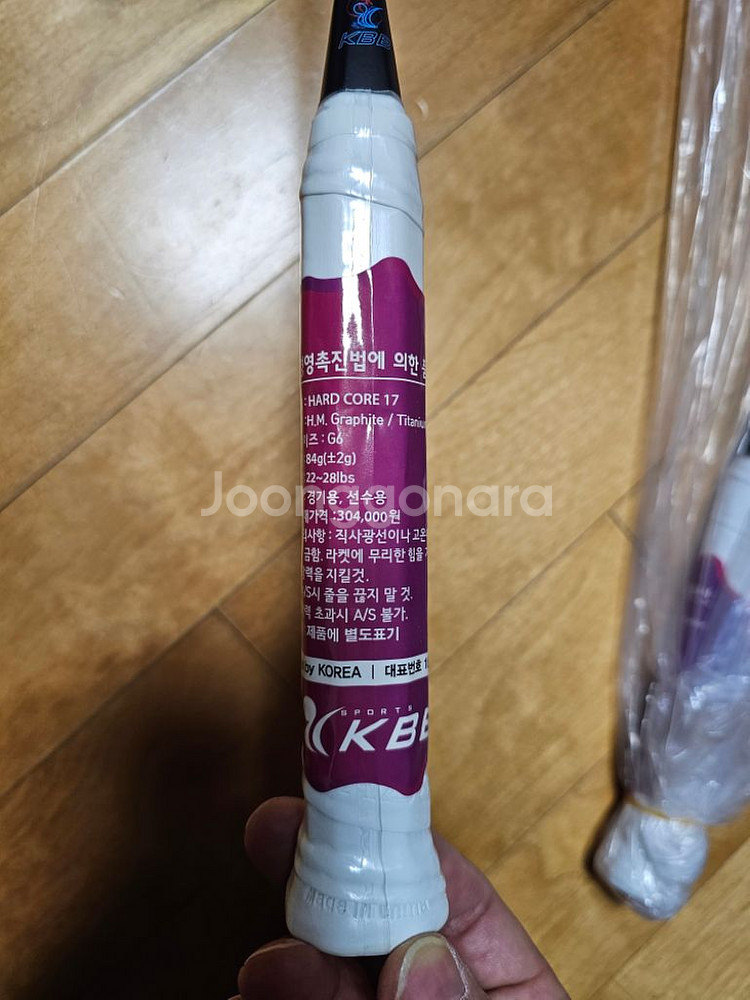 KBB
영촉진법에 의한
: HARD CORE 17
:H.M. Graphite / Titaniu
즈 : G6
: 84g(±2g)
22~28lbs
경기용, 선수용
가격 :304,000원
사항 : 직사광선이나 고온
금함. 라켓에 무리한 힘을
력을 지킬것.
/S시 줄을 끊지 말 것.
력 초과시 A/S 불가.
제품에 별도표기
by KOREA | 대표번호 1
SPORTS
KBB
Joonggonara